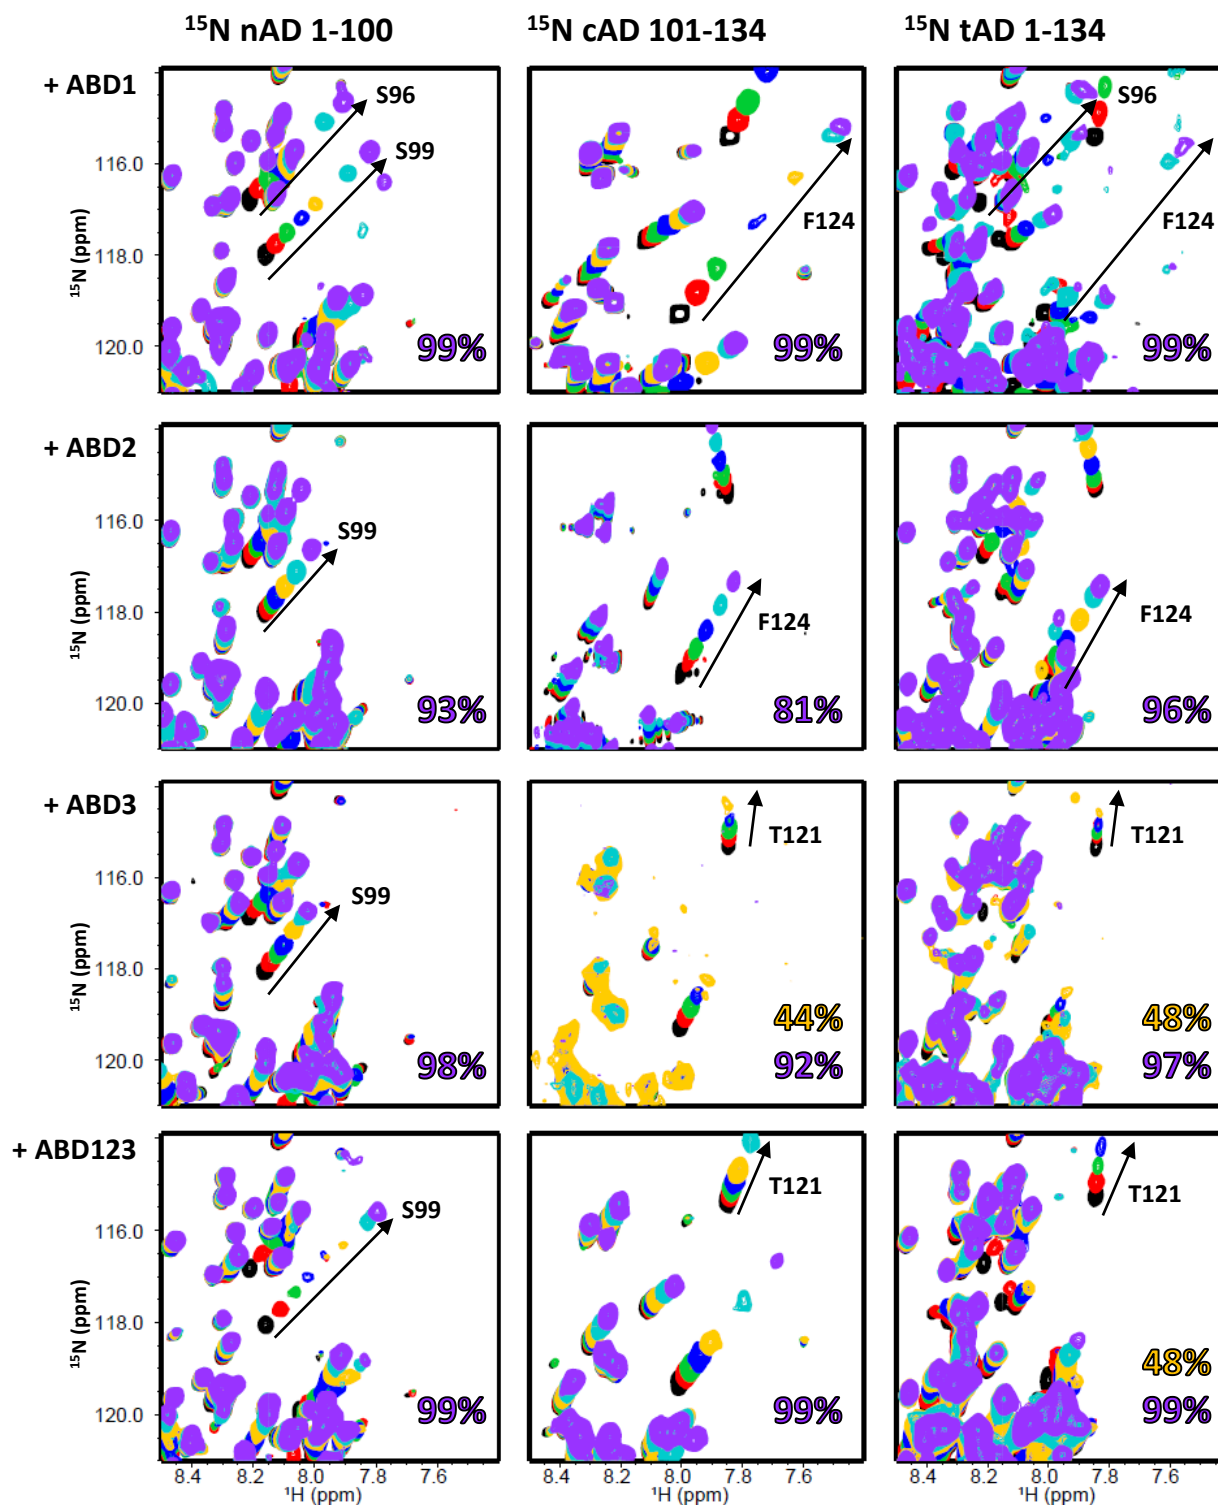 ¹⁵N nAD 1-100 ¹⁵N cAD 101-134 ¹⁵N tAD 1-134
+ ABD1
S96
S99
F124
S96
F124
116.0
118.0
120.0
¹⁵N (ppm)
99% 99% 99%
+ ABD2
S99
F124
F124
116.0
118.0
120.0
¹⁵N (ppm)
93% 81% 96%
+ ABD3
S99
T121
T121
116.0
118.0
120.0
¹⁵N (ppm)
44% 48%
98% 92% 97%
+ ABD123
S99
T121
T121
116.0
118.0
120.0
¹⁵N (ppm)
48%
99% 99% 99%
8.4 8.2 8.0 7.8 7.6 8.4 8.2 8.0 7.8 7.6 8.4 8.2 8.0 7.8 7.6
¹H (ppm) ¹H (ppm) ¹H (ppm)